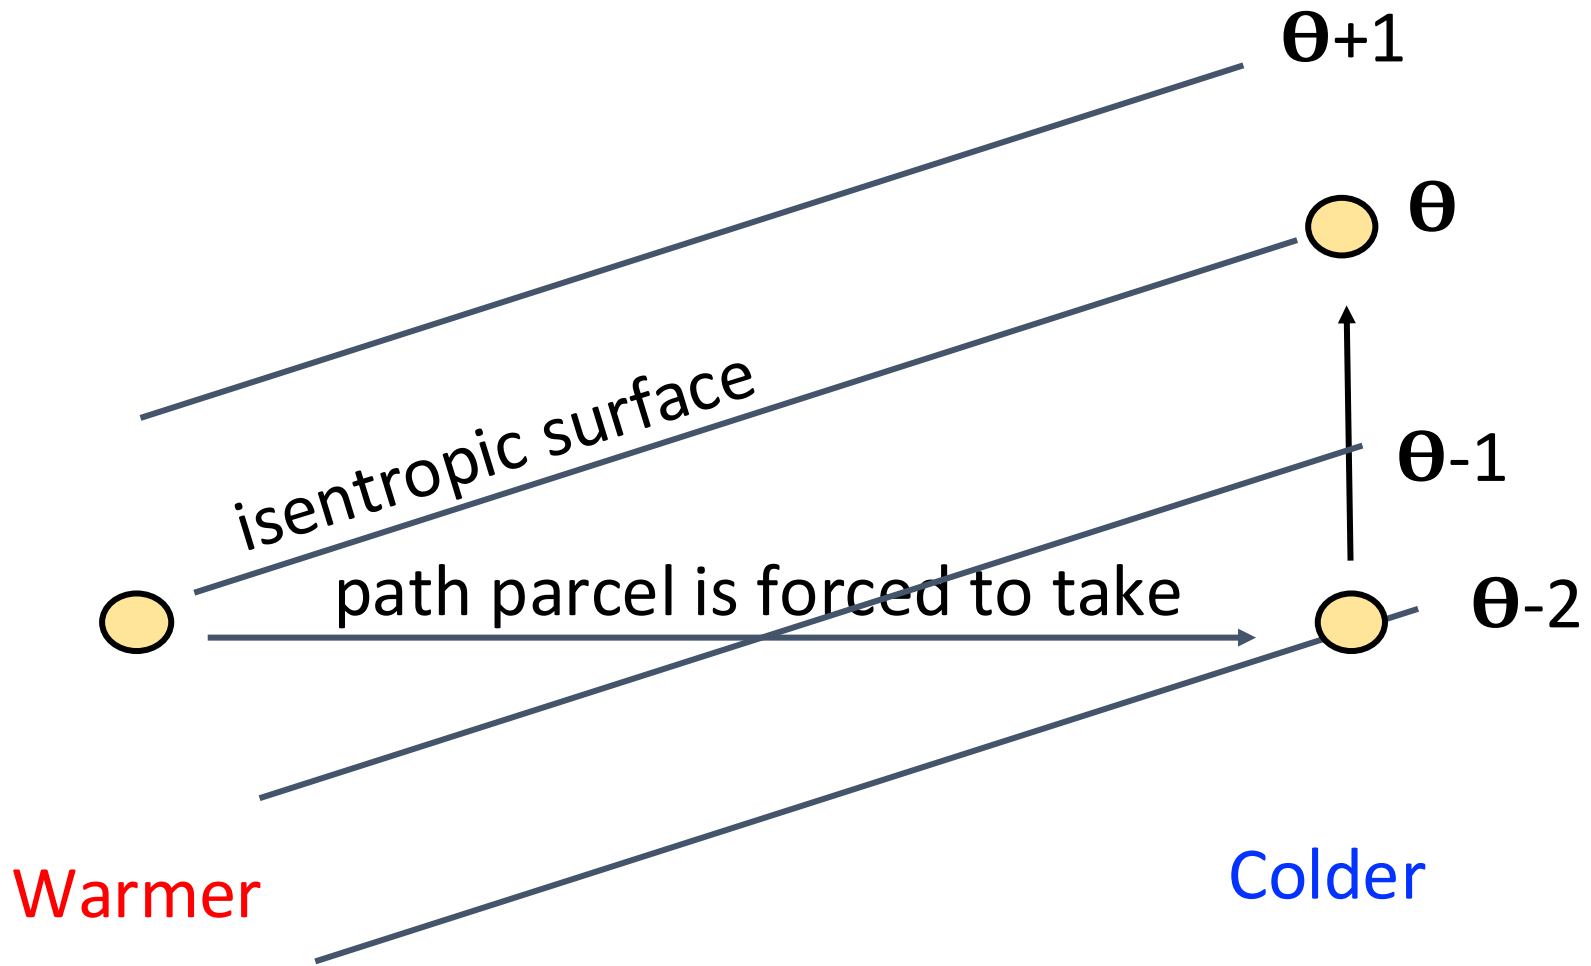 θ+1
θ
isentropic surface
θ-1
path parcel is forced to take
θ-2
Warmer
Colder